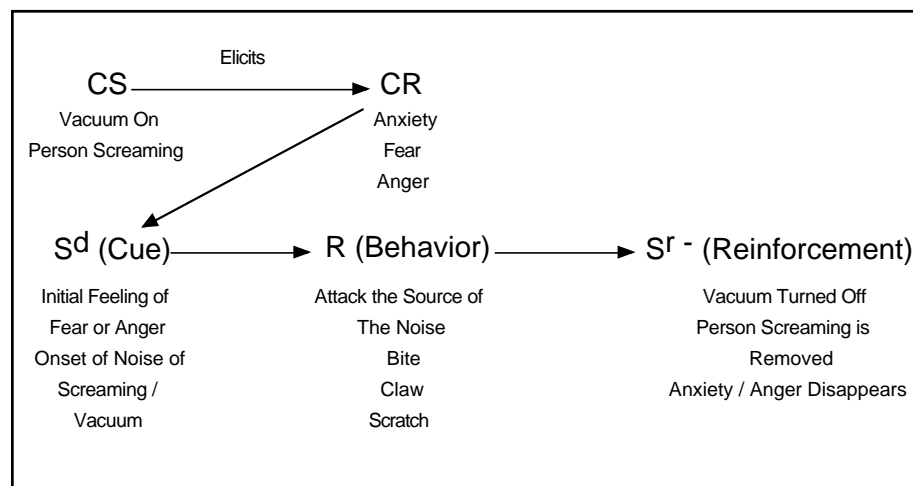 Elicits
CS
CR
Vacuum On
Person Screaming
Anxiety
Fear
Anger
Sd (Cue)
R (Behavior)
Sr - (Reinforcement)
Initial Feeling of
Fear or Anger
Onset of Noise of
Screaming /
Vacuum
Attack the Source of
The Noise
Bite
Claw
Scratch
Vacuum Turned Off
Person Screaming is
Removed
Anxiety / Anger Disappears